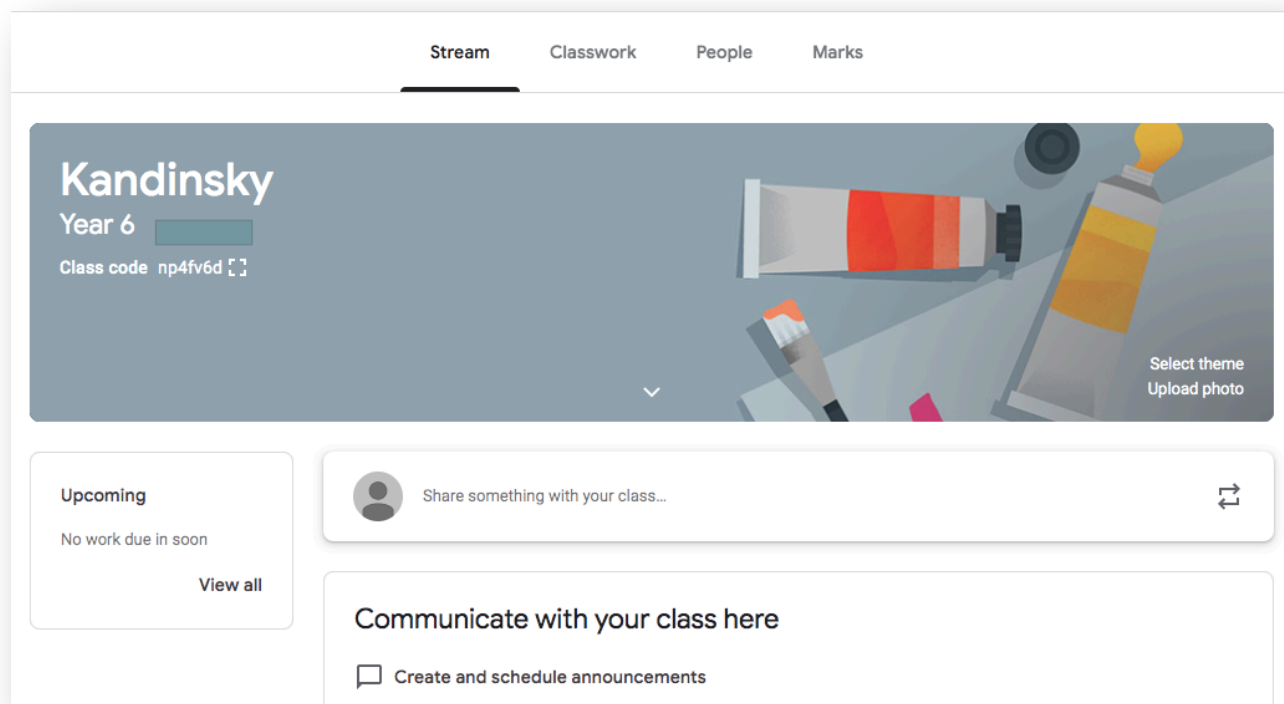 Stream Classwork People Marks
Kandinsky
Year 6
Class code np4fv6d
Select theme
Upload photo
Upcoming
No work due in soon
View all
Share something with your class...
Communicate with your class here
Create and schedule announcements